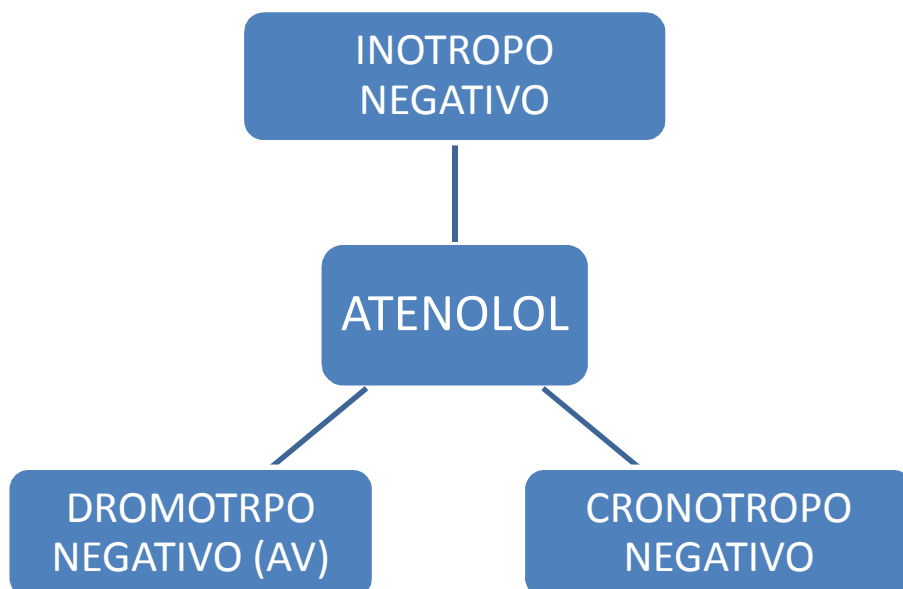 INOTROPO
NEGATIVO
ATENOLOL
DROMOTRPO
NEGATIVO (AV)
CRONOTROPO
NEGATIVO